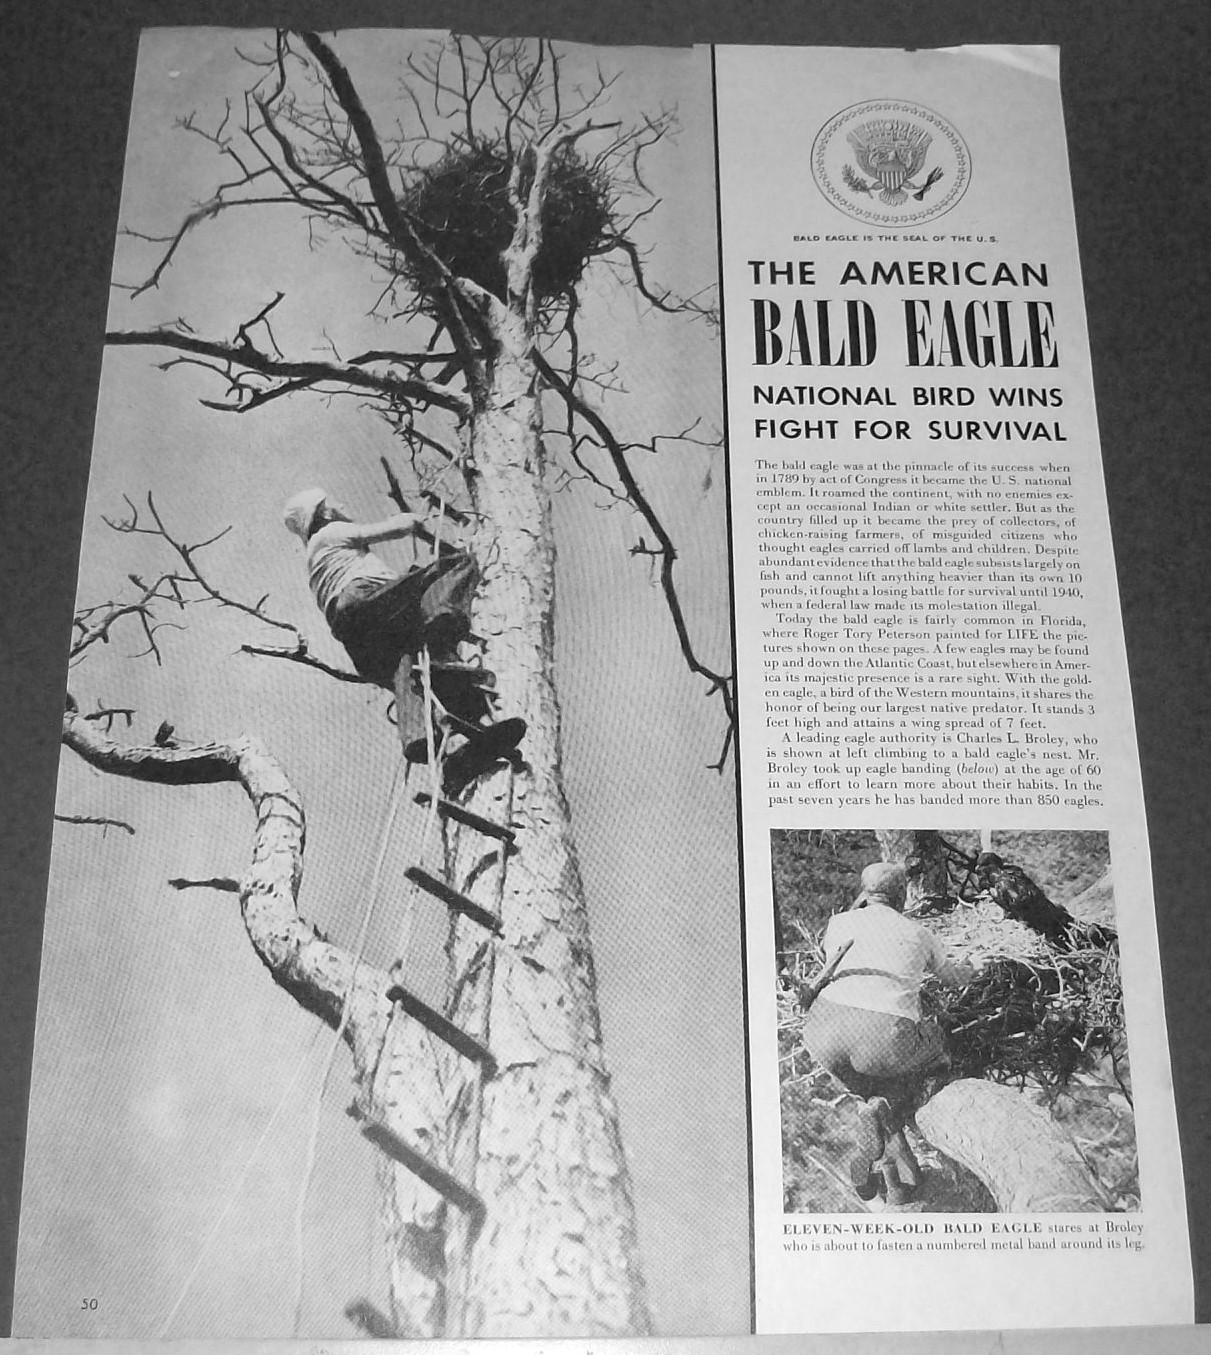 BALD EAGLE IS THE SEAL OF THE U.S.
THE AMERICAN
BALD EAGLE
NATIONAL BIRD WINS
FIGHT FOR SURVIVAL
The bald eagle was at the pinnacle of its success when
in 1789 by act of Congress it became the U. S. national
emblem. It roamed the continent, with no enemies ex-
cept an occasional Indian or white settler. But as the
country filled up it became the prey of collectors, of
chicken-raising farmers, of misguided citizens who
thought eagles carried off lambs and children. Despite
abundant evidence that the bald eagle subsists largely on
fish and cannot lift anything heavier than its own 10
pounds, it fought a losing battle for survival until 1940,
when a federal law made its molestation illegal.
Today the bald eagle is fairly common in Florida,
where Roger Tory Peterson painted for LIFE the pic-
tures shown on these pages. A few eagles may be found
up and down the Atlantic Coast, but elsewhere in Amer-
ica its majestic presence is a rare sight. With the gold-
en eagle, a bird of the Western mountains, it shares the
honor of being our largest native predator. It stands 3
feet high and attains a wing spread of 7 feet.
A leading eagle authority is Charles L. Broley, who
is shown at left climbing to a bald eagle's nest. Mr.
Broley took up eagle banding (below) at the age of 60
in an effort to learn more about their habits. In the
past seven years he has banded more than 850 eagles.
ELEVEN-WEEK-OLD BALD EAGLE stares at Broley
who is about to fasten a numbered metal band around its leg.
50